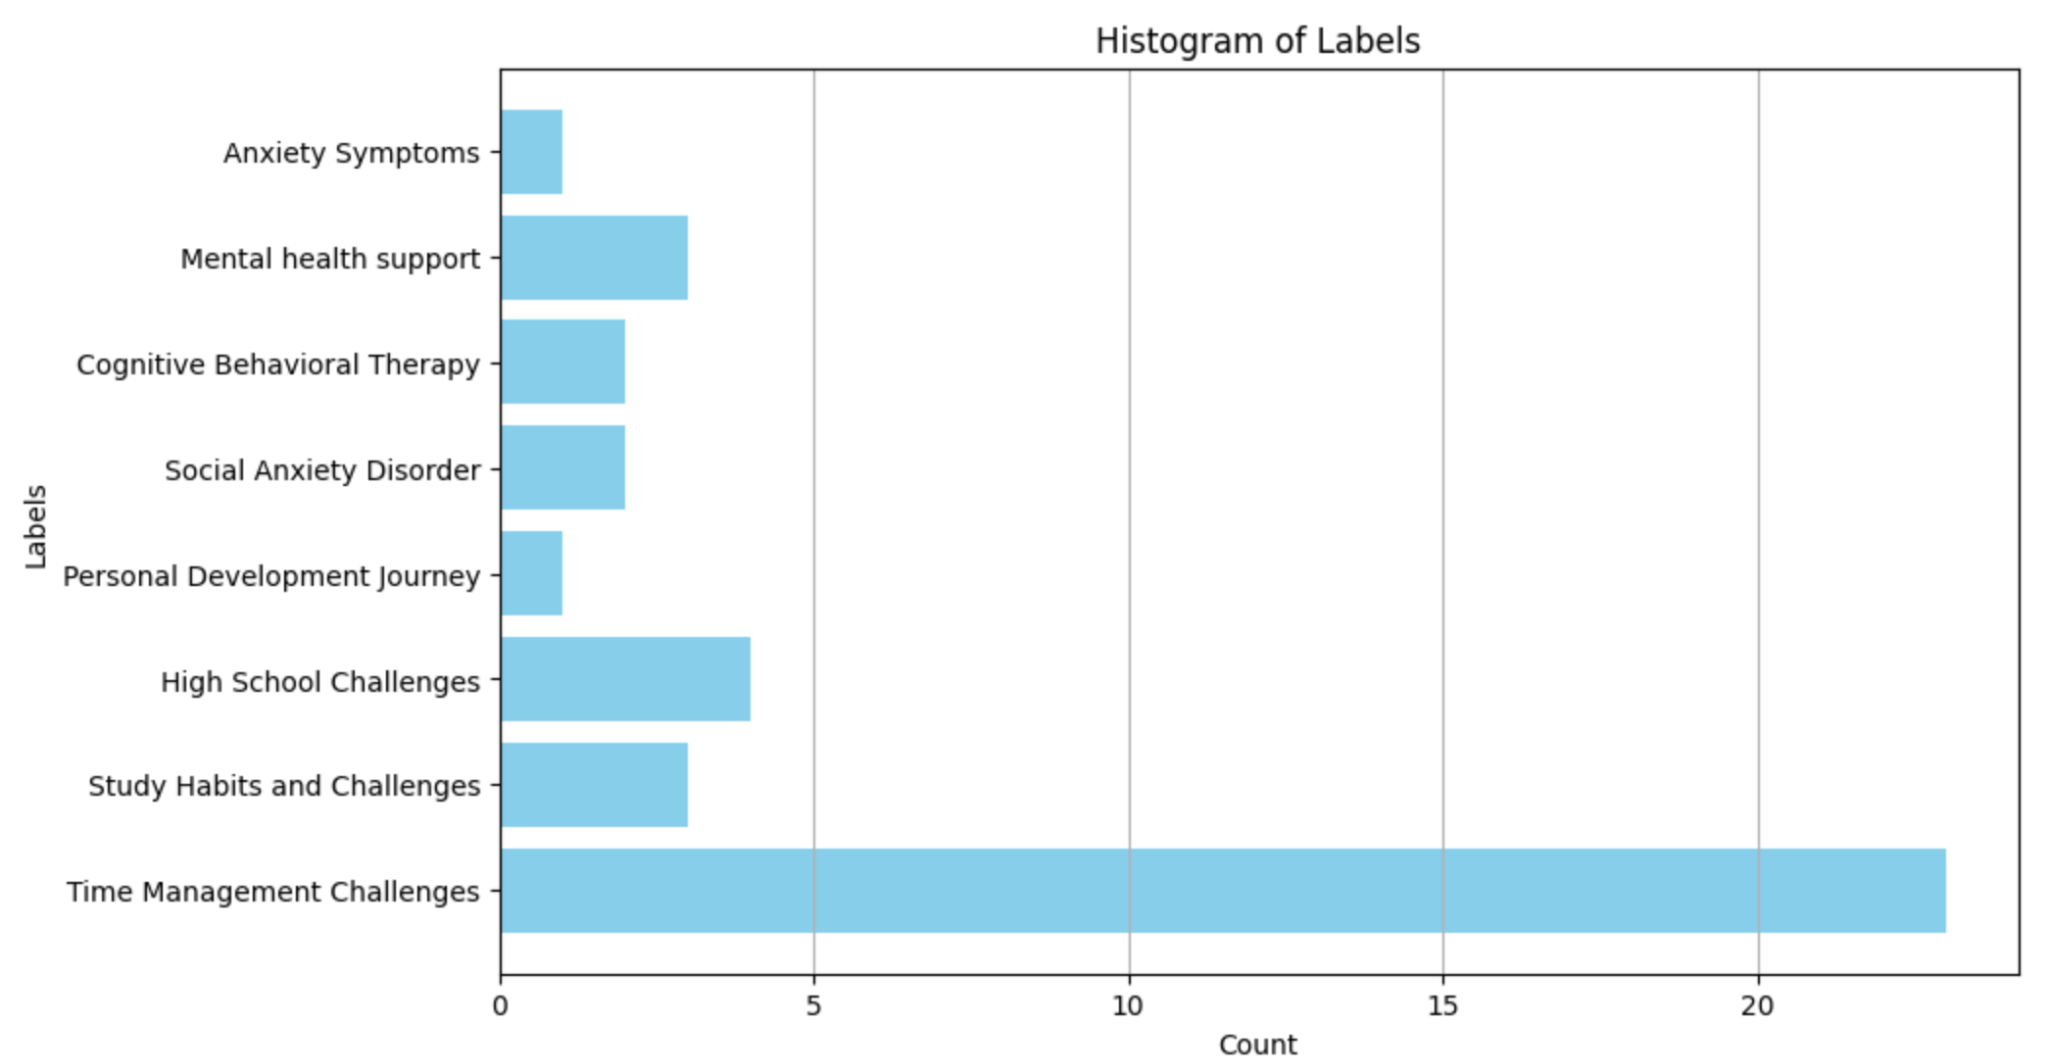 Histogram of Labels
Anxiety Symptoms
Mental health support
Cognitive Behavioral Therapy
Social Anxiety Disorder
Labels
Personal Development Journey
High School Challenges
Study Habits and Challenges
Time Management Challenges
0 5 10 15 20
Count